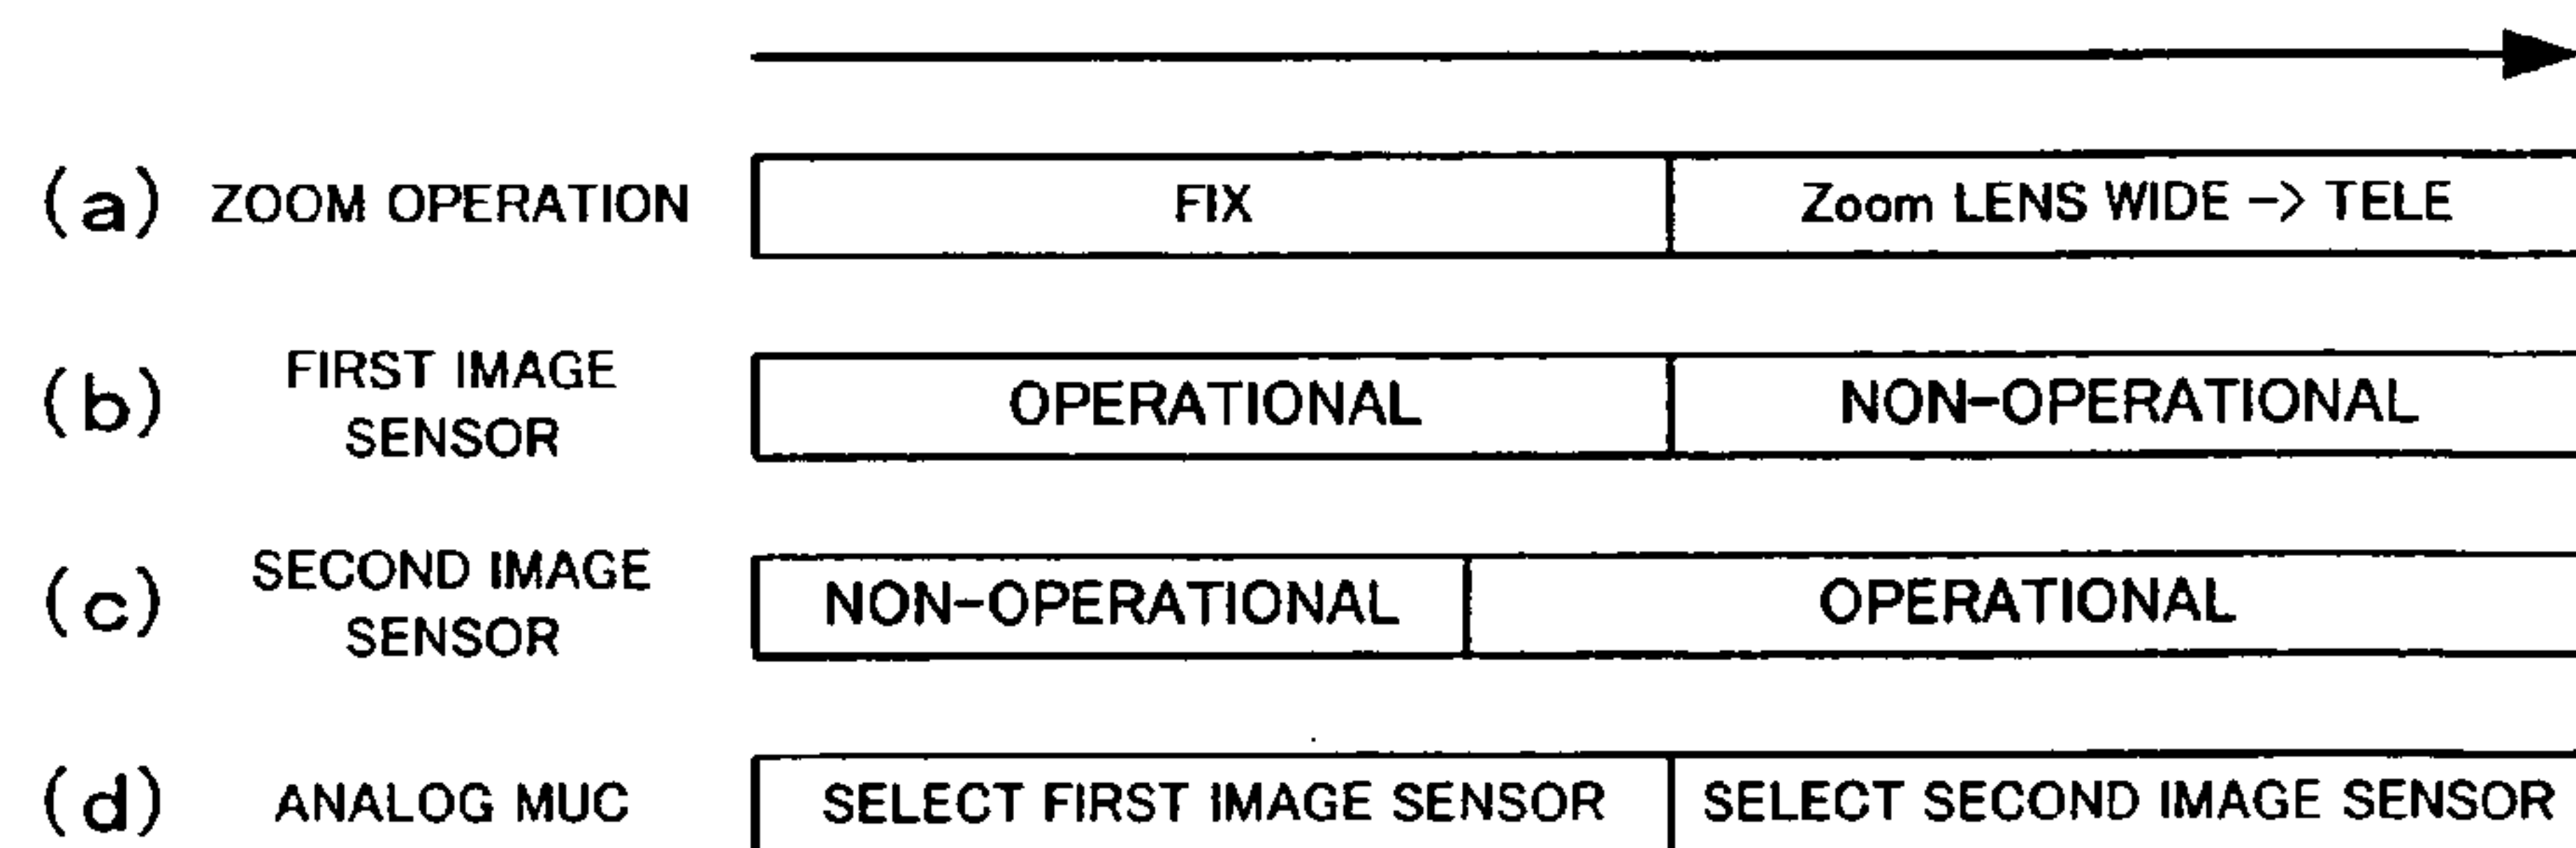 (a) ZOOM OPERATION FIX Zoom LENS WIDE -> TELE
(b) FIRST IMAGE SENSOR OPERATIONAL NON-OPERATIONAL
(c) SECOND IMAGE SENSOR NON-OPERATIONAL OPERATIONAL
(d) ANALOG MUC SELECT FIRST IMAGE SENSOR SELECT SECOND IMAGE SENSOR